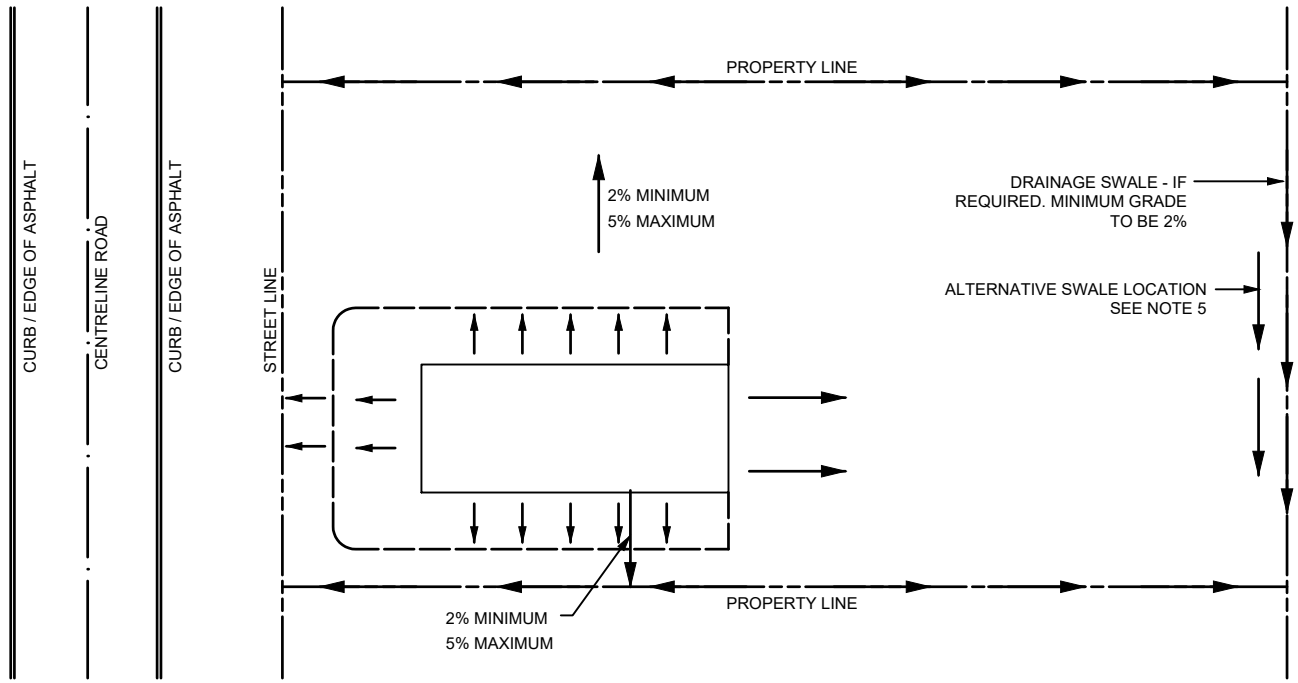 PROPERTY LINE
CURB / EDGE OF ASPHALT
CENTRELINE ROAD
CURB / EDGE OF ASPHALT
STREET LINE
2% MINIMUM
5% MAXIMUM
DRAINAGE SWALE - IF
REQUIRED. MINIMUM GRADE
TO BE 2%
ALTERNATIVE SWALE LOCATION
SEE NOTE 5
PROPERTY LINE
2% MINIMUM
5% MAXIMUM